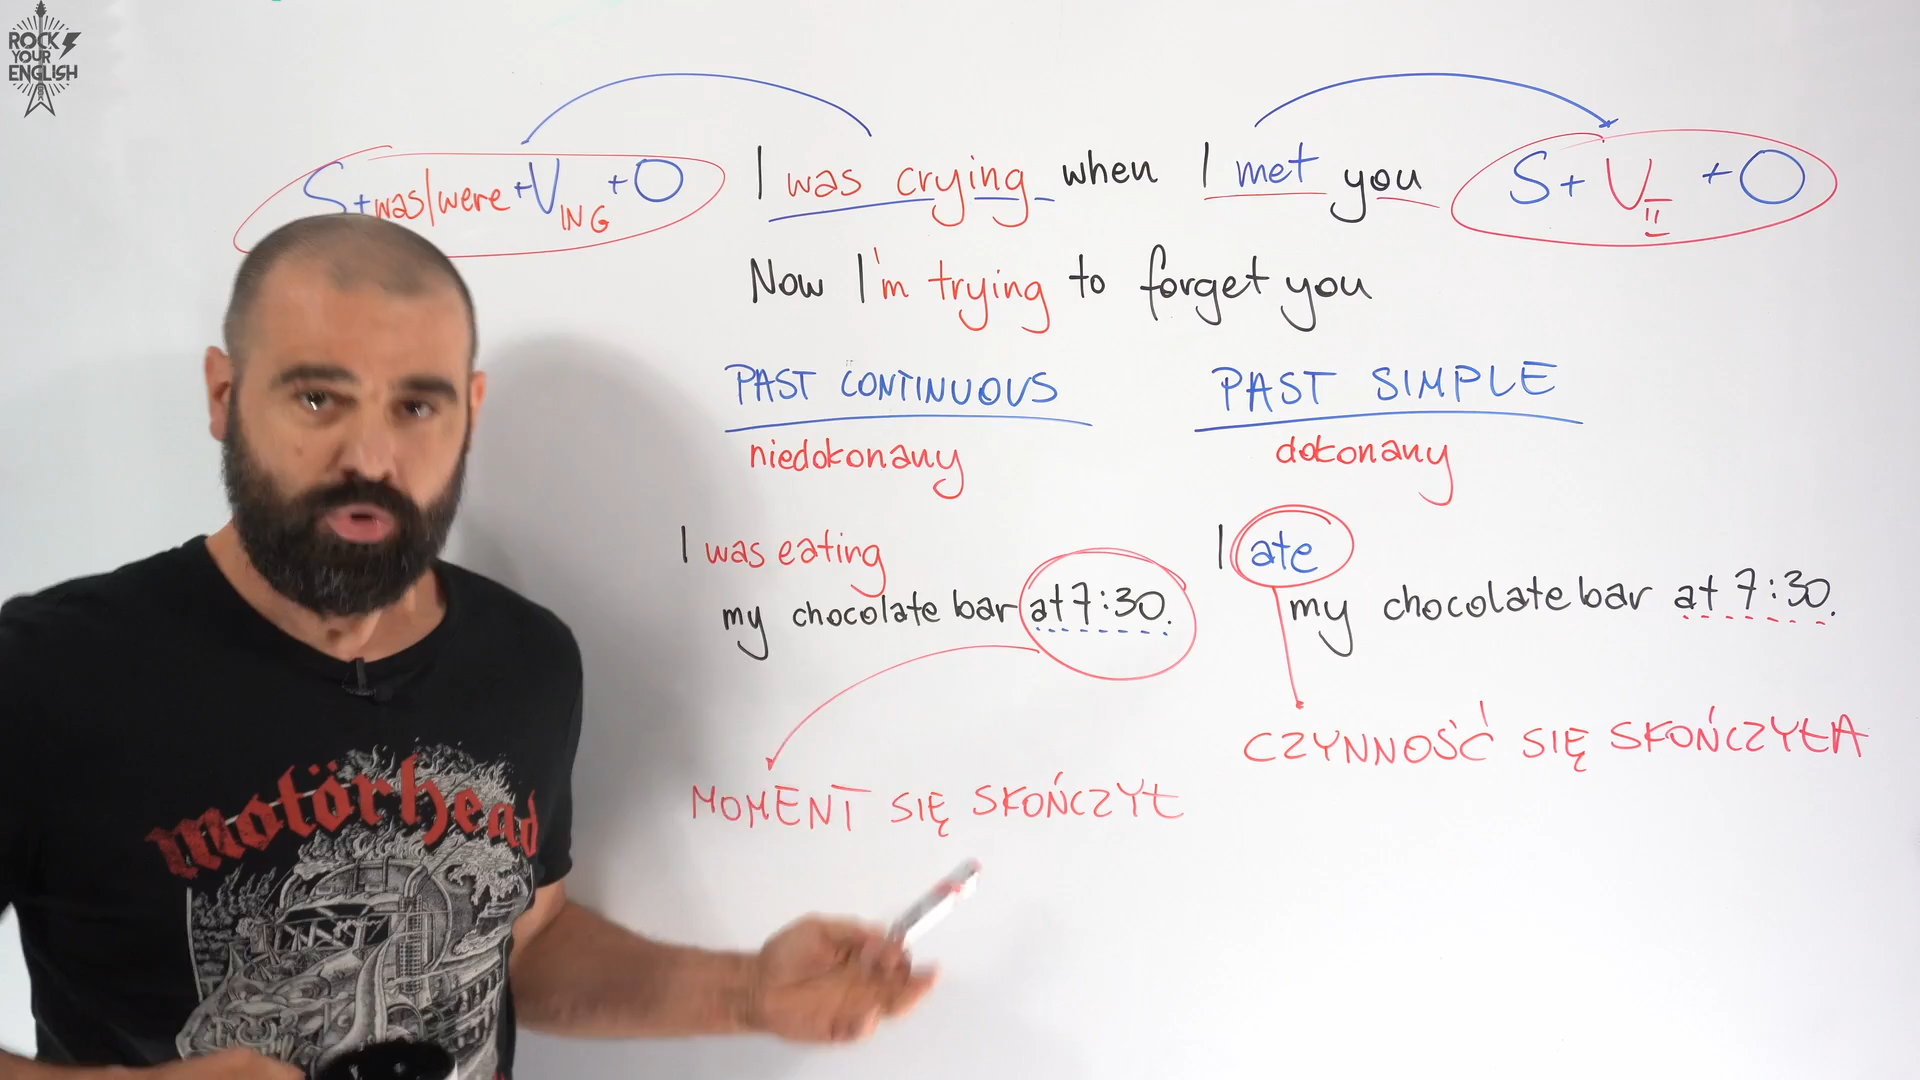 ROCK
YOUR
ENGLISH
S+was/were+VING+O
I was crying when I met you
S+ VII +O
Now I'm trying to forget you
PAST CONTINUOUS
niedokonany
PAST SIMPLE
dokonany
I was eating
my chocolate bar at 7:30.
I ate
my chocolate bar at 7:30.
MOMENT SIĘ SKOŃCZYŁ
CZYNNOŚĆ SIĘ SKOŃCZYŁA
motörhead